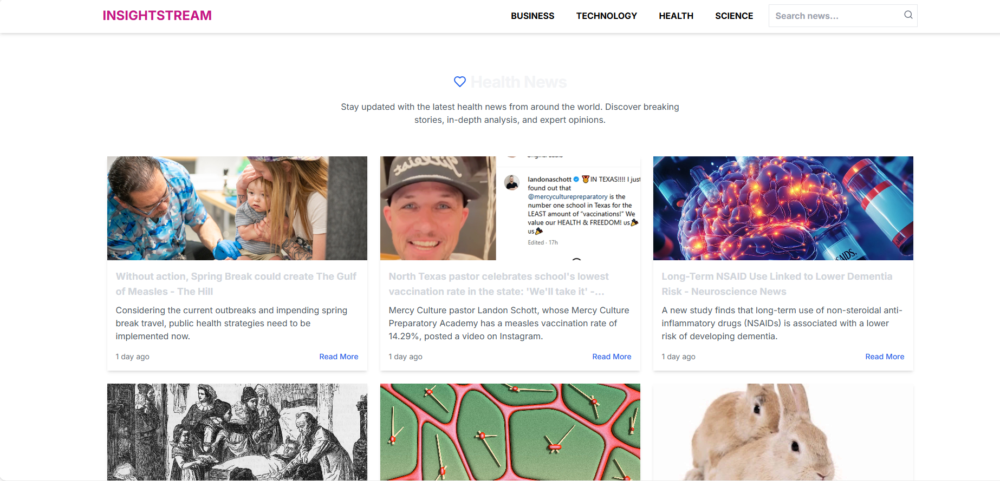 INSIGHTSTREAM
BUSINESS TECHNOLOGY HEALTH SCIENCE Search news...
Health News
Stay updated with the latest health news from around the world. Discover breaking
stories, in-depth analysis, and expert opinions.
landonaschott 🏅IN TEXAS!!!! I just
found out that
@mercyculturepreparatory is the
number one school in Texas for the
LEAST amount of “vaccinations!” We
value our HEALTH & FREEDOM! us🎉
us🎉
Edited · 17h
Without action, Spring Break could create The Gulf
of Measles - The Hill
Considering the current outbreaks and impending spring
break travel, public health strategies need to be
implemented now.
1 day ago Read More
North Texas pastor celebrates school's lowest
vaccination rate in the state: 'We'll take it' -...
Mercy Culture pastor Landon Schott, whose Mercy Culture
Preparatory Academy has a measles vaccination rate of
14.29%, posted a video on Instagram.
1 day ago Read More
Long-Term NSAID Use Linked to Lower Dementia
Risk - Neuroscience News
A new study finds that long-term use of non-steroidal anti-
inflammatory drugs (NSAIDs) is associated with a lower
risk of developing dementia.
1 day ago Read More